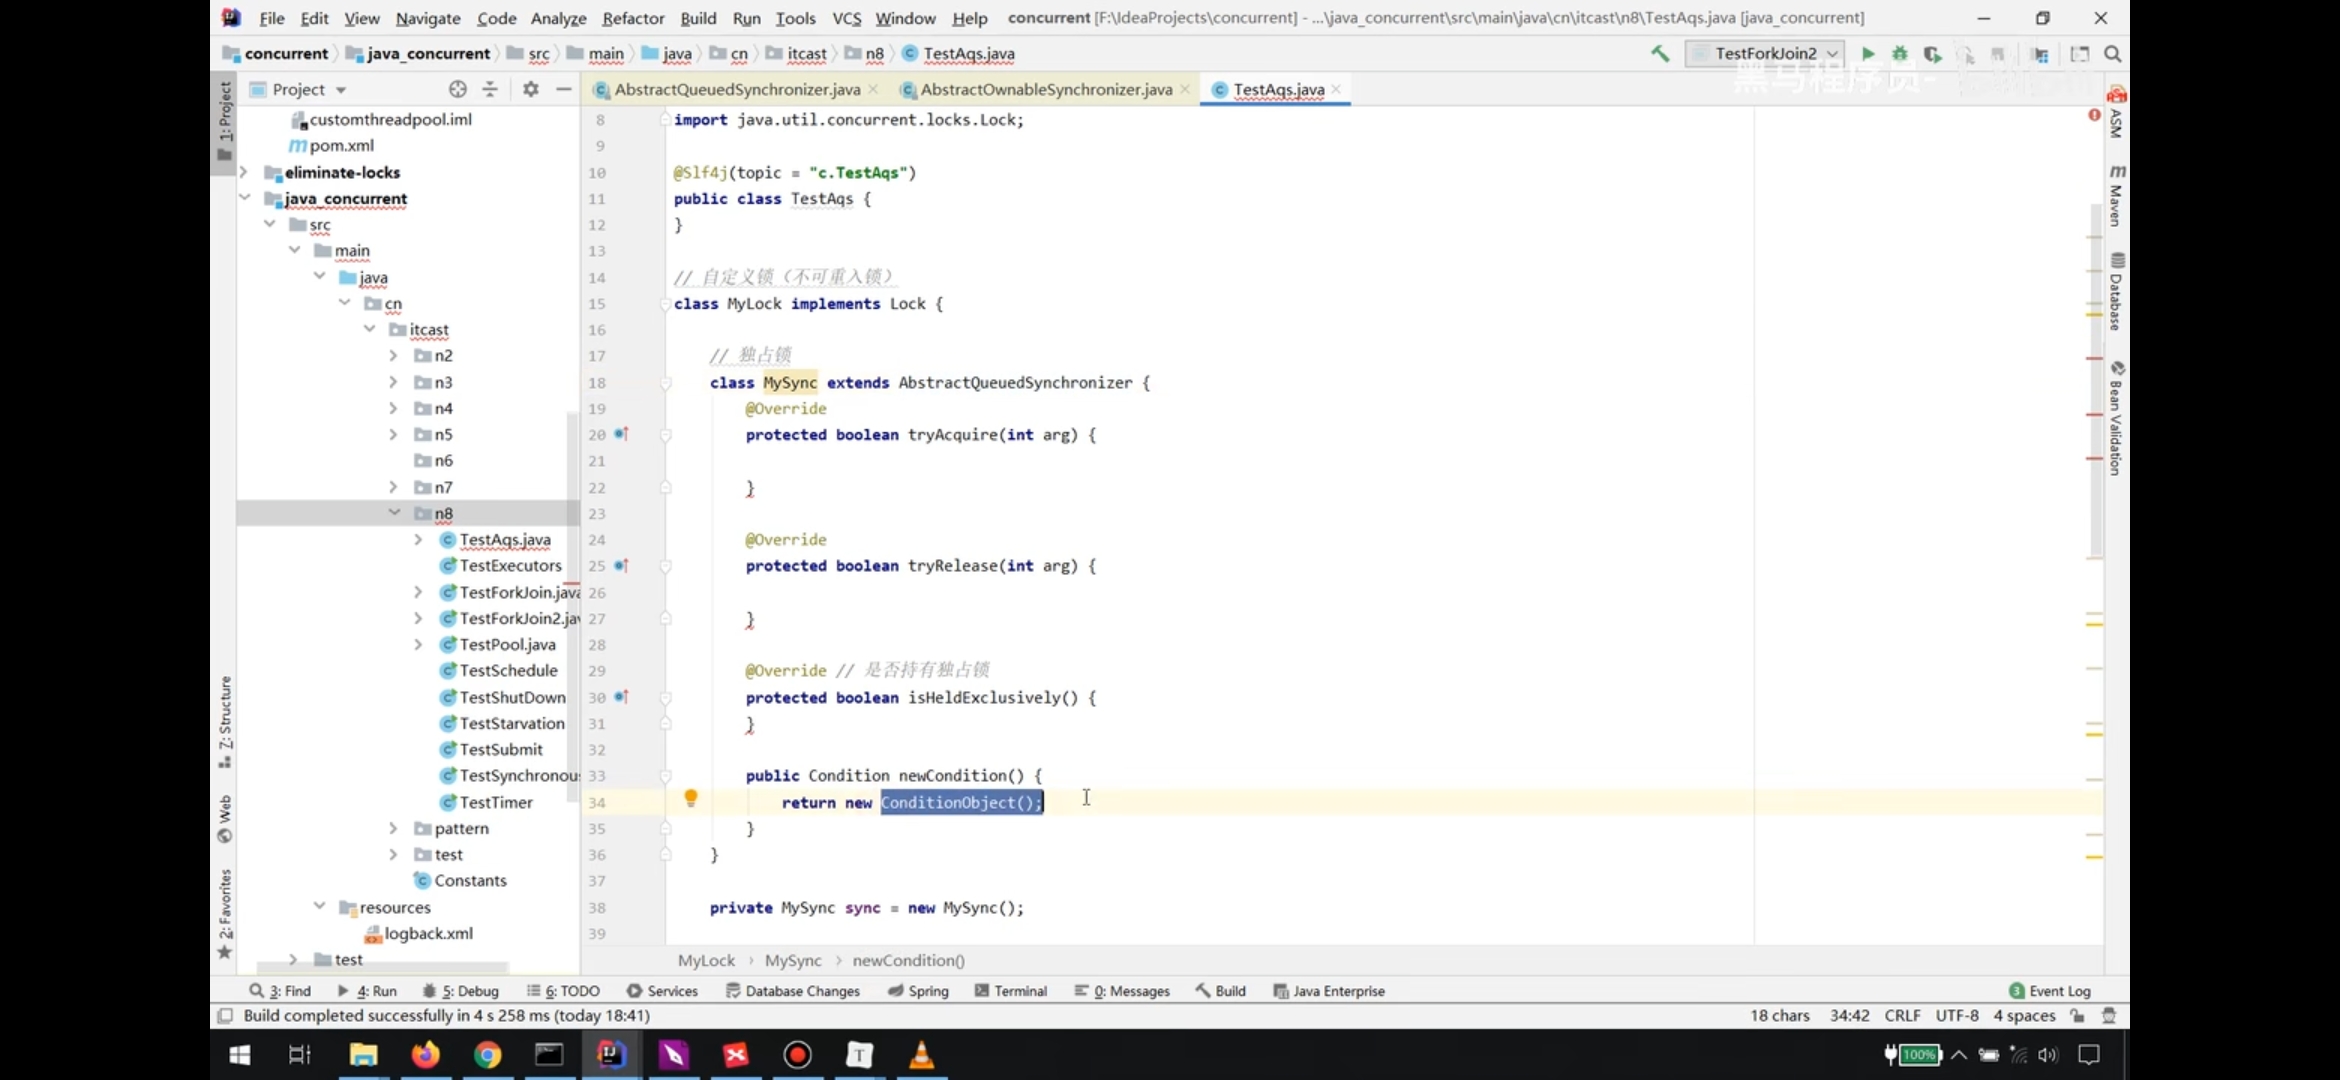 File Edit View Navigate Code Analyze Refactor Build Run Tools VCS Window Help concurrent [F:\IdeaProjects\concurrent] - ...\java_concurrent\src\main\java\cn\itcast\n8\TestAqs.java [java_concurrent]
concurrent java_concurrent src main java cn itcast n8 TestAqs.java TestForkJoin2
黑马程序员-
Project AbstractQueuedSynchronizer.java AbstractOwnableSynchronizer.java TestAqs.java
1: Project
Z: Structure
Web
2: Favorites
customthreadpool.iml
pom.xml
eliminate-locks
java_concurrent
src
main
java
cn
itcast
n2
n3
n4
n5
n6
n7
n8
TestAqs.java
TestExecutors
TestForkJoin.java
TestForkJoin2.jav
TestPool.java
TestSchedule
TestShutDown
TestStarvation
TestSubmit
TestSynchronou
TestTimer
pattern
test
Constants
resources
logback.xml
test
8 import java.util.concurrent.locks.Lock;
9
10 @Slf4j(topic = "c.TestAqs")
11 public class TestAqs {
12 }
13
14 // 自定义锁（不可重入锁）
15 class MyLock implements Lock {
16
17 // 独占锁
18 class MySync extends AbstractQueuedSynchronizer {
19 @Override
20 protected boolean tryAcquire(int arg) {
21
22 }
23
24 @Override
25 protected boolean tryRelease(int arg) {
26
27 }
28
29 @Override // 是否持有独占锁
30 protected boolean isHeldExclusively() {
31 }
32
33 public Condition newCondition() {
34 return new ConditionObject();
35 }
36 }
37
38 private MySync sync = new MySync();
39
ASM
Maven
Database
Bean Validation
MyLock MySync newCondition()
3: Find 4: Run 5: Debug 6: TODO Services Database Changes Spring Terminal 0: Messages Build Java Enterprise 3 Event Log
Build completed successfully in 4 s 258 ms (today 18:41) 18 chars 34:42 CRLF UTF-8 4 spaces
T 100%